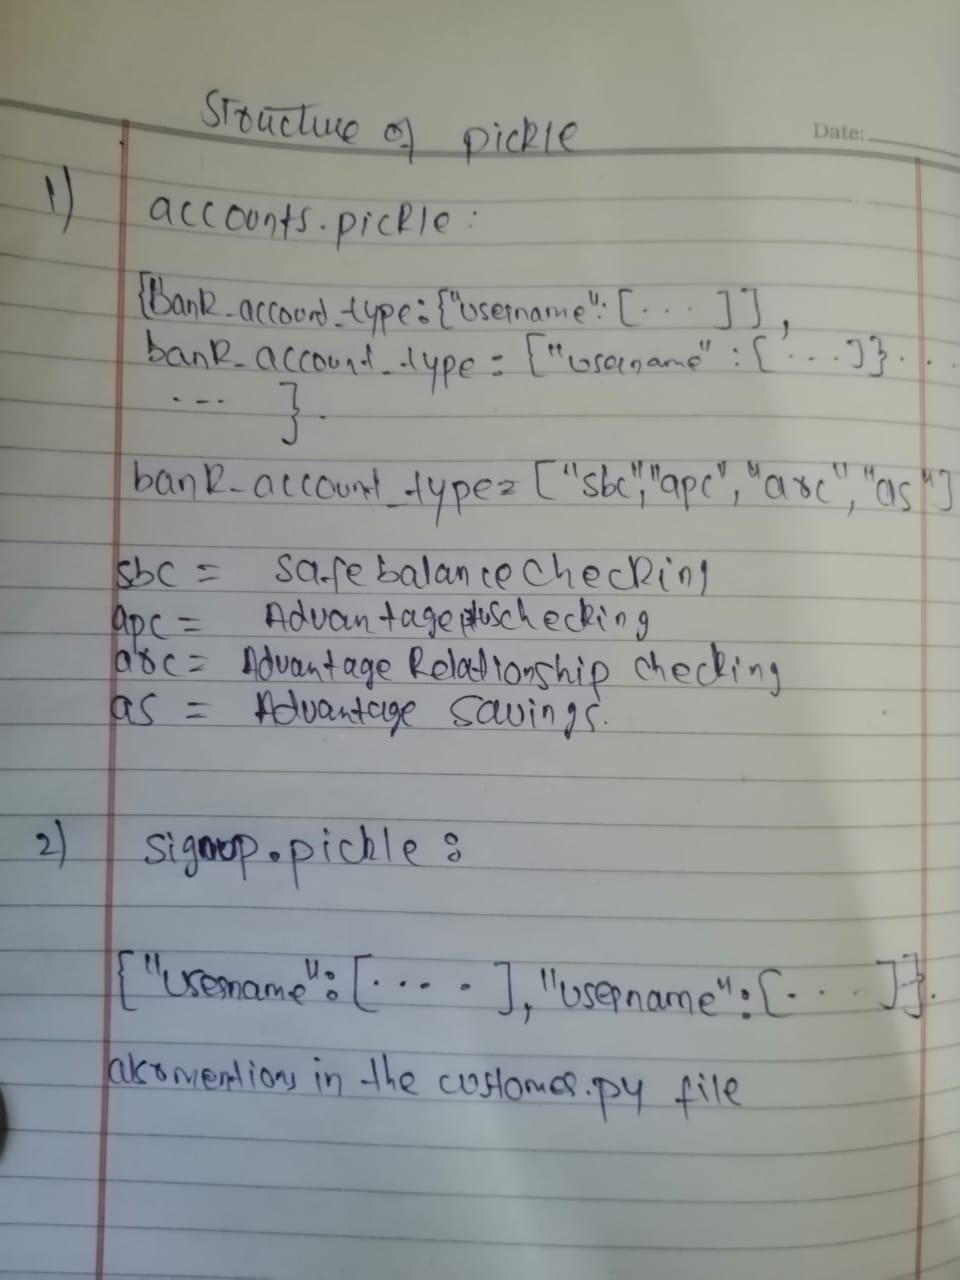 Structure of pickle
Date:
1) accounts.pickle:
{Bank_account_type: {"username": [... ]],
bank_account_type = ["username" : [ ... ]} . .
... }.
bank_account_type = ["sbc", "apc", "arc", "as"]
sbc = safe balance checking
apc = Advantage plus checking
arc = Advantage Relationship checking
as = Advantage savings.
2) signup.pickle :
{"username": [....], "username": [... ]}.
also mentions in the customer.py file